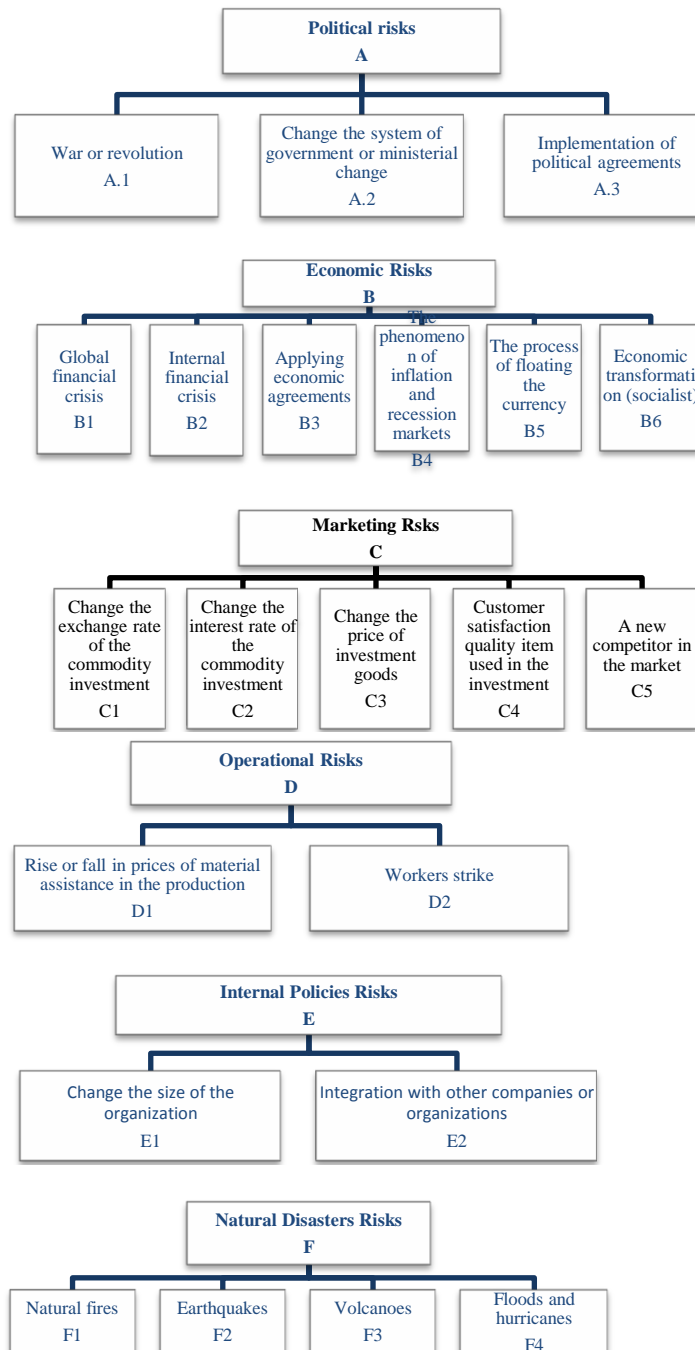 Political risks
A
War or revolution
A.1
Change the system of
government or ministerial
change
A.2
Implementation of
political agreements
A.3
Economic Risks
B
Global
financial
crisis
B1
Internal
financial
crisis
B2
Applying
economic
agreements
B3
The
phenomeno
n of
inflation
and
recession
markets
B4
The process
of floating
the
currency
B5
Economic
transformati
on (socialist)
B6
Marketing Rsks
C
Change the
exchange rate
of the
commodity
investment
C1
Change the
interest rate of
the
commodity
investment
C2
Change the
price of
investment
goods
C3
Customer
satisfaction
quality item
used in the
investment
C4
A new
competitor in
the market
C5
Operational Risks
D
Rise or fall in prices of material
assistance in the production
D1
Workers strike
D2
Internal Policies Risks
E
Change the size of the
organization
E1
Integration with other companies or
organizations
E2
Natural Disasters Risks
F
Natural fires
F1
Earthquakes
F2
Volcanoes
F3
Floods and
hurricanes
F4